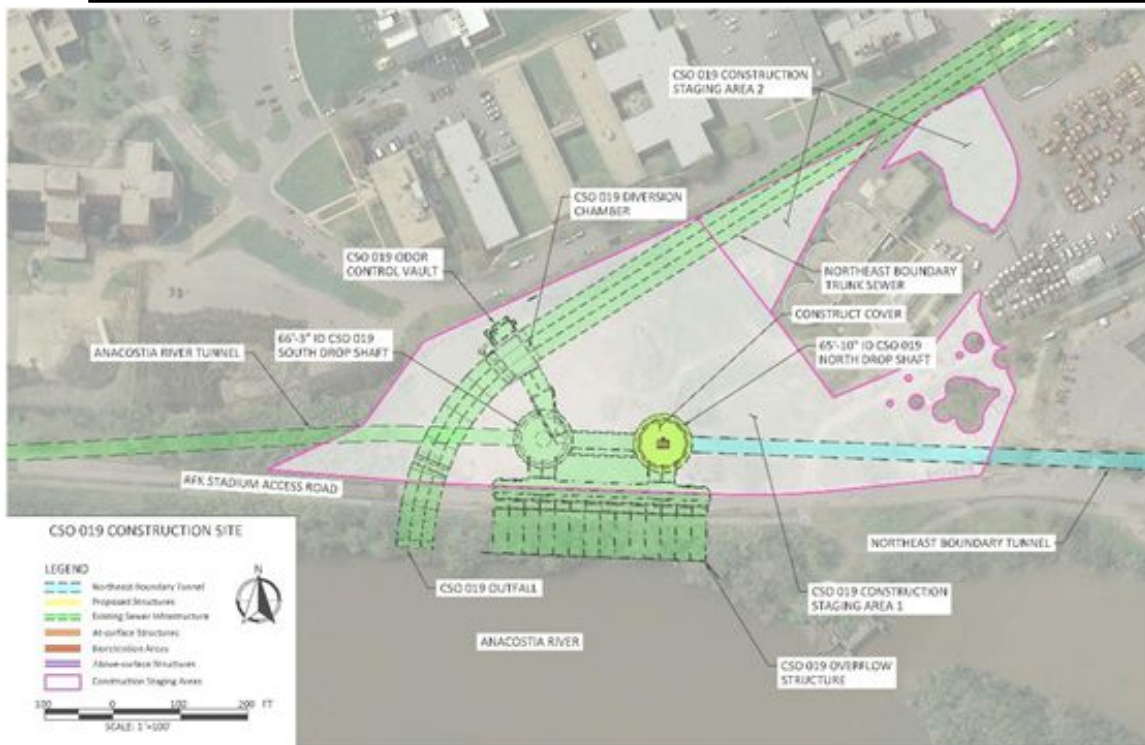 CSO 019 CONSTRUCTION
STAGING AREA 2
CSO 019 DIVERSION
CHAMBER
CSO 019 ODOR
CONTROL VAULT
NORTHEAST BOUNDARY
TRUNK SEWER
CONSTRUCT COVER
66'-3" ID CSO 019
SOUTH DROP SHAFT
65'-10" ID CSO 019
NORTH DROP SHAFT
ANACOSTIA RIVER TUNNEL
RFK STADIUM ACCESS ROAD
NORTHEAST BOUNDARY TUNNEL
CSO 019 OUTFALL
CSO 019 CONSTRUCTION
STAGING AREA 1
ANACOSTIA RIVER
CSO 019 OVERFLOW
STRUCTURE
CSO 019 CONSTRUCTION SITE
LEGEND
N
Northeast Boundary Tunnel
Proposed Structures
Existing Sewer Infrastructure
At-surface Structures
Bioretention Areas
Above-surface Structures
Construction Staging Areas
100 0 100 200 FT
SCALE: 1"=100'